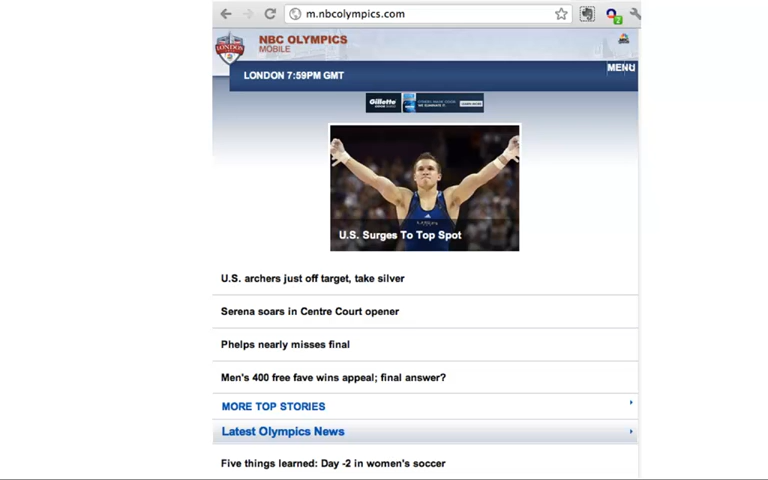 m.nbcolympics.com
LONDON
NBC OLYMPICS
MOBILE
MENU
LONDON 7:59PM GMT
Gillette
U.S. Surges To Top Spot
U.S. archers just off target, take silver
Serena soars in Centre Court opener
Phelps nearly misses final
Men's 400 free fave wins appeal; final answer?
MORE TOP STORIES
Latest Olympics News
Five things learned: Day -2 in women's soccer